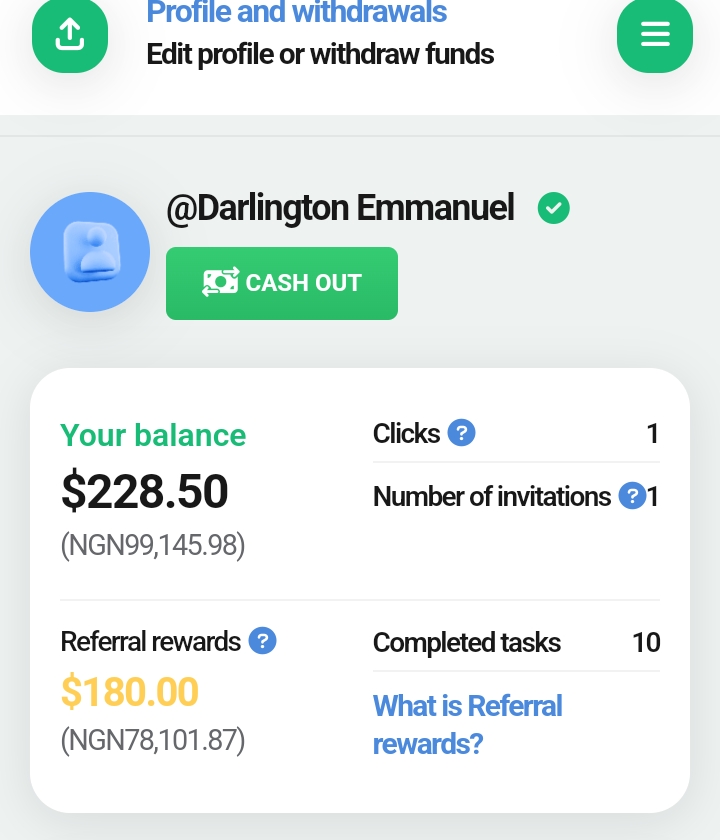 Profile and withdrawals
Edit profile or withdraw funds
@Darlington Emmanuel
CASH OUT
Your balance
$228.50
(NGN99,145.98)
Clicks ? 1
Number of invitations ? 1
Referral rewards ?
$180.00
(NGN78,101.87)
Completed tasks 10
What is Referral
rewards?